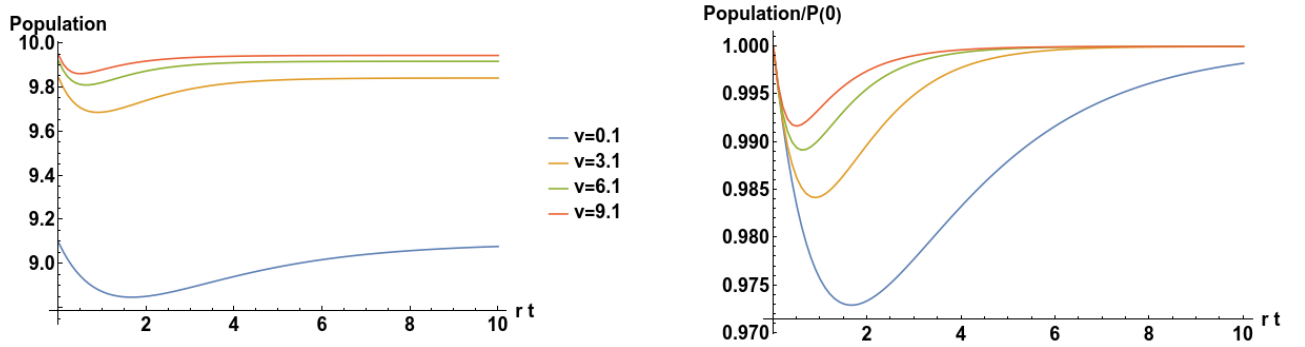 Population
10.0
9.8
9.6
9.4
9.2
9.0
2
4
6
8
10
r t
v=0.1
v=3.1
v=6.1
v=9.1
Population/P(0)
1.000
0.995
0.990
0.985
0.980
0.975
0.970
2
4
6
8
10
r t